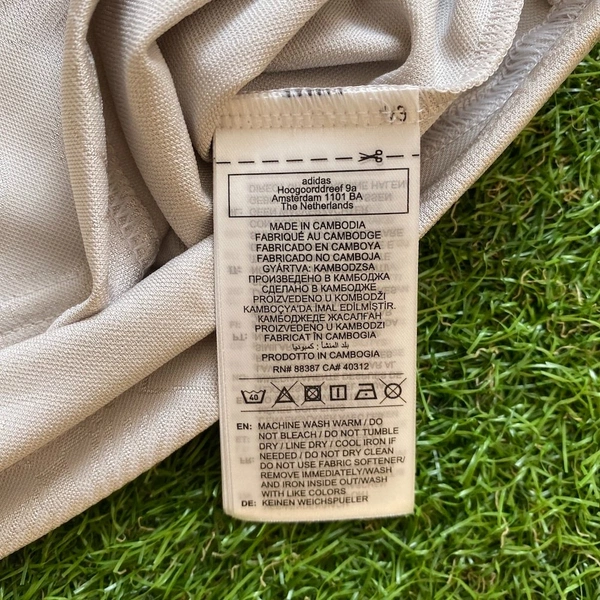 adidas
Hoogoorddreef 9a
Amsterdam 1101 BA
The Netherlands
MADE IN CAMBODIA
FABRIQUÉ AU CAMBODGE
FABRICADO EN CAMBOYA
FABRICADO NO CAMBOJA
GYÁRTVA: KAMBODZSA
ПРОИЗВЕДЕНО В КАМБОДЖА
СДЕЛАНО В КАМБОДЖЕ
PROIZVEDENO U KOMBODŽI
KAMBOÇYA'DA İMAL EDİLMİŞTİR.
КАМБОДЖЕДЕ ЖАСАЛҒАН
PROIZVEDENO U KAMBODZI
FABRICAT ÎN CAMBOGIA
بلد المنشأ : كمبوديا
PRODOTTO IN CAMBOGIA
RN# 88387 CA# 40312
40
EN: MACHINE WASH WARM / DO
NOT BLEACH / DO NOT TUMBLE
DRY / LINE DRY / COOL IRON IF
NEEDED / DO NOT DRY CLEAN
DO NOT USE FABRIC SOFTENER/
REMOVE IMMEDIATELY/WASH
AND IRON INSIDE OUT/WASH
WITH LIKE COLORS
DE: KEINEN WEICHSPUELER